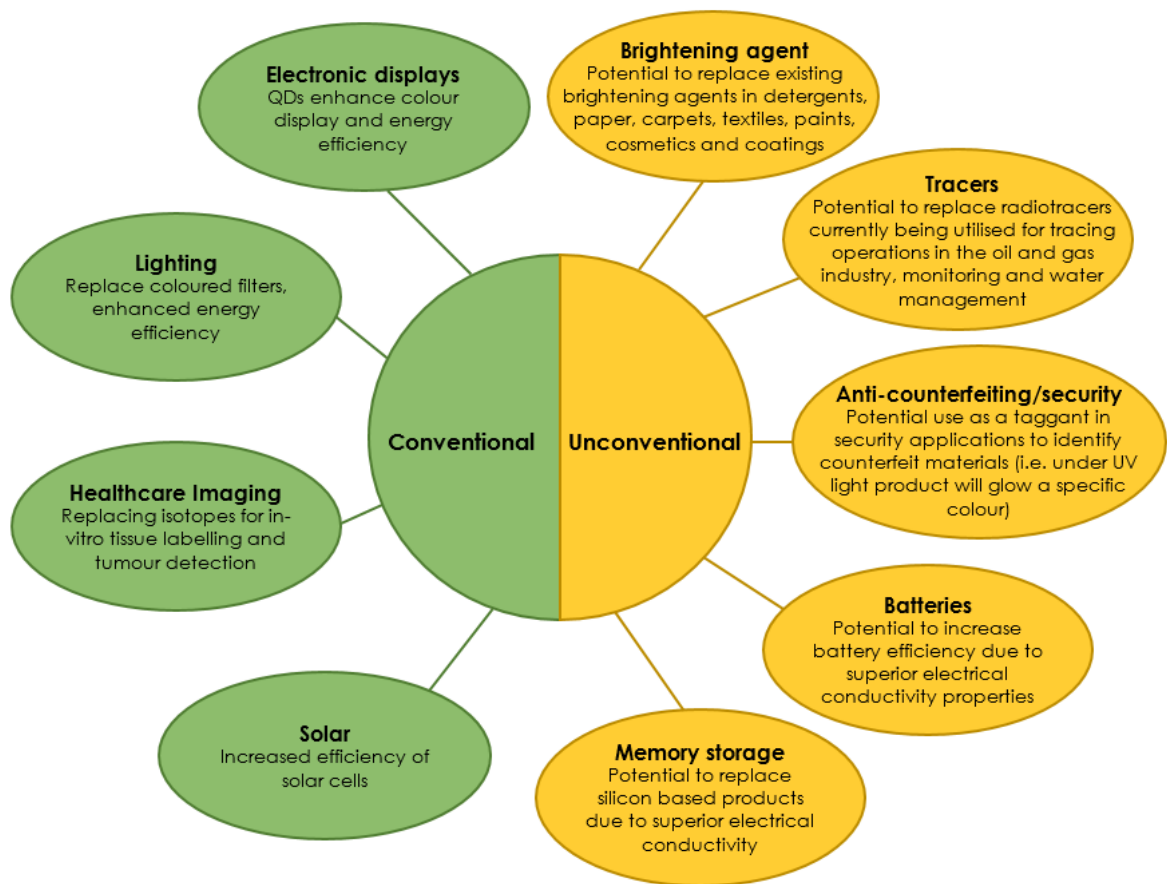 Electronic displays
QDs enhance colour
display and energy
efficiency
Lighting
Replace coloured filters,
enhanced energy
efficiency
Healthcare Imaging
Replacing isotopes for in-
vitro tissue labelling and
tumour detection
Solar
Increased efficiency of
solar cells
Conventional
Unconventional
Brightening agent
Potential to replace existing
brightening agents in detergents,
paper, carpets, textiles, paints,
cosmetics and coatings
Tracers
Potential to replace radiotracers
currently being utilised for tracing
operations in the oil and gas
industry, monitoring and water
management
Anti-counterfeiting/security
Potential use as a taggant in
security applications to identify
counterfeit materials (i.e. under UV
light product will glow a specific
colour)
Batteries
Potential to increase
battery efficiency due to
superior electrical
conductivity properties
Memory storage
Potential to replace
silicon based products
due to superior electrical
conductivity